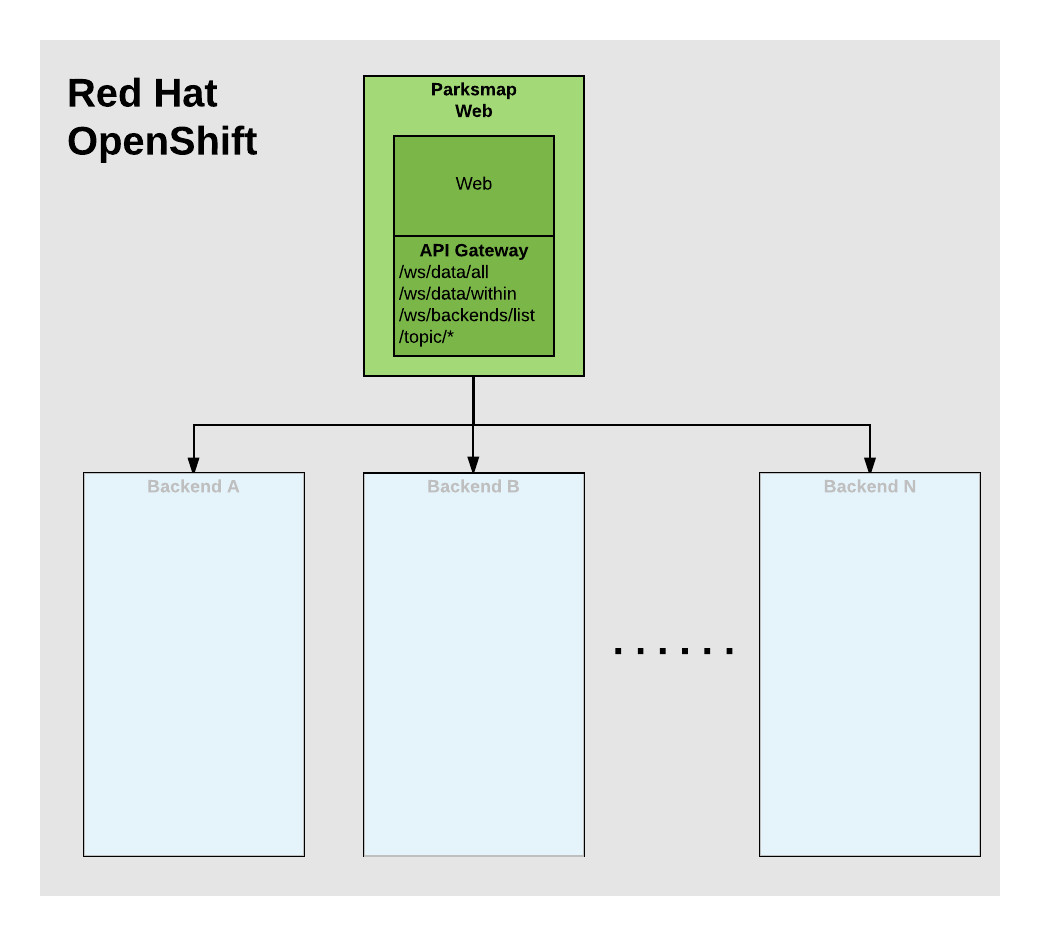 Red Hat
OpenShift
Parksmap
Web
Web
API Gateway
/ws/data/all
/ws/data/within
/ws/backends/list
/topic/*
Backend A
Backend B
......
Backend N